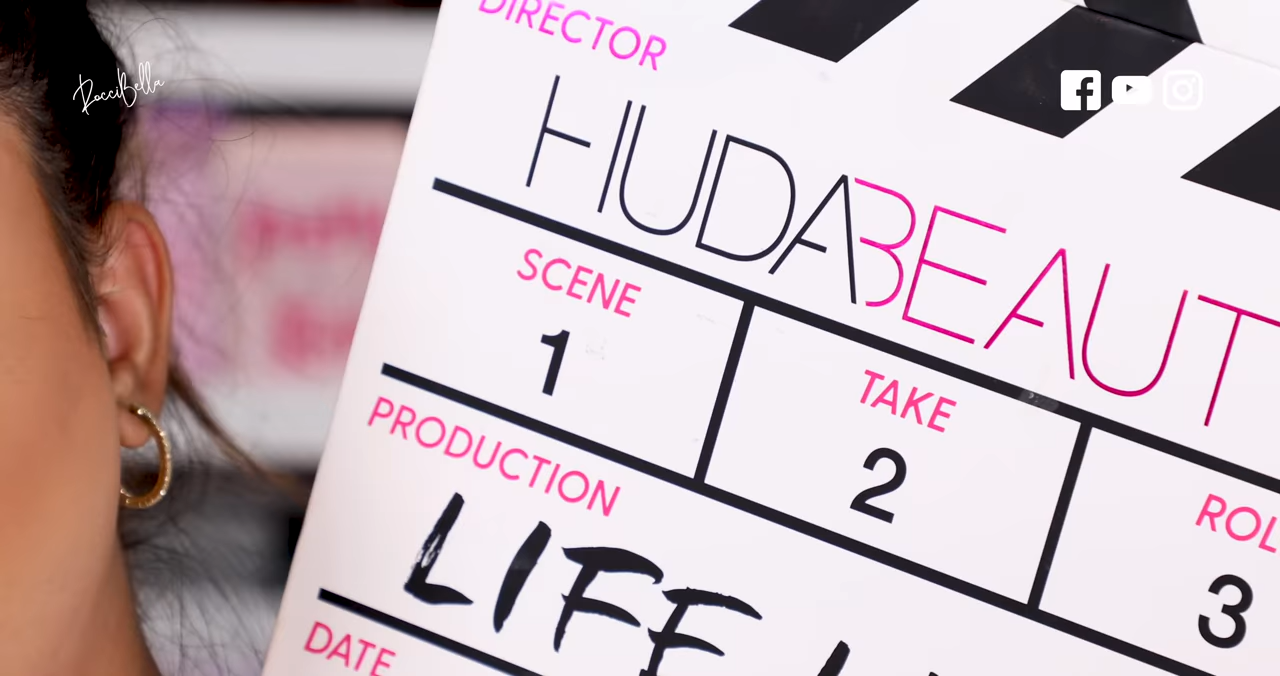 RocciBella
DIRECTOR
HUDABEAUT
SCENE
1
TAKE
2
ROL
3
PRODUCTION
LIFE
DATE